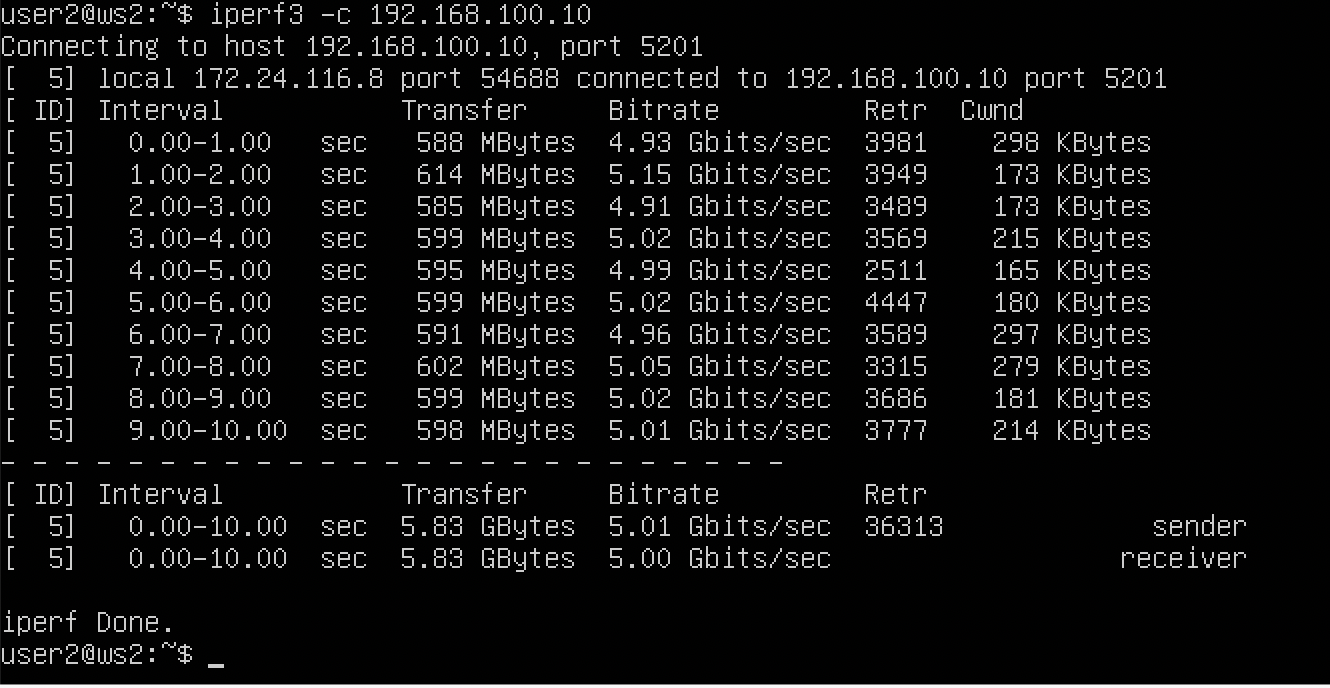 user2@ws2:~$ iperf3 -c 192.168.100.10
Connecting to host 192.168.100.10, port 5201
[  5] local 172.24.116.8 port 54688 connected to 192.168.100.10 port 5201
[ ID] Interval           Transfer     Bitrate         Retr  Cwnd
[  5]   0.00-1.00   sec   588 MBytes  4.93 Gbits/sec  3981    298 KBytes
[  5]   1.00-2.00   sec   614 MBytes  5.15 Gbits/sec  3949    173 KBytes
[  5]   2.00-3.00   sec   585 MBytes  4.91 Gbits/sec  3489    173 KBytes
[  5]   3.00-4.00   sec   599 MBytes  5.02 Gbits/sec  3569    215 KBytes
[  5]   4.00-5.00   sec   595 MBytes  4.99 Gbits/sec  2511    165 KBytes
[  5]   5.00-6.00   sec   599 MBytes  5.02 Gbits/sec  4447    180 KBytes
[  5]   6.00-7.00   sec   591 MBytes  4.96 Gbits/sec  3589    297 KBytes
[  5]   7.00-8.00   sec   602 MBytes  5.05 Gbits/sec  3315    279 KBytes
[  5]   8.00-9.00   sec   599 MBytes  5.02 Gbits/sec  3686    181 KBytes
[  5]   9.00-10.00  sec   598 MBytes  5.01 Gbits/sec  3777    214 KBytes
- - - - - - - - - - - - - - - - - - - - - - - - -
[ ID] Interval           Transfer     Bitrate         Retr
[  5]   0.00-10.00  sec  5.83 GBytes  5.01 Gbits/sec  36313             sender
[  5]   0.00-10.00  sec  5.83 GBytes  5.00 Gbits/sec                  receiver
iperf Done.
user2@ws2:~$ _